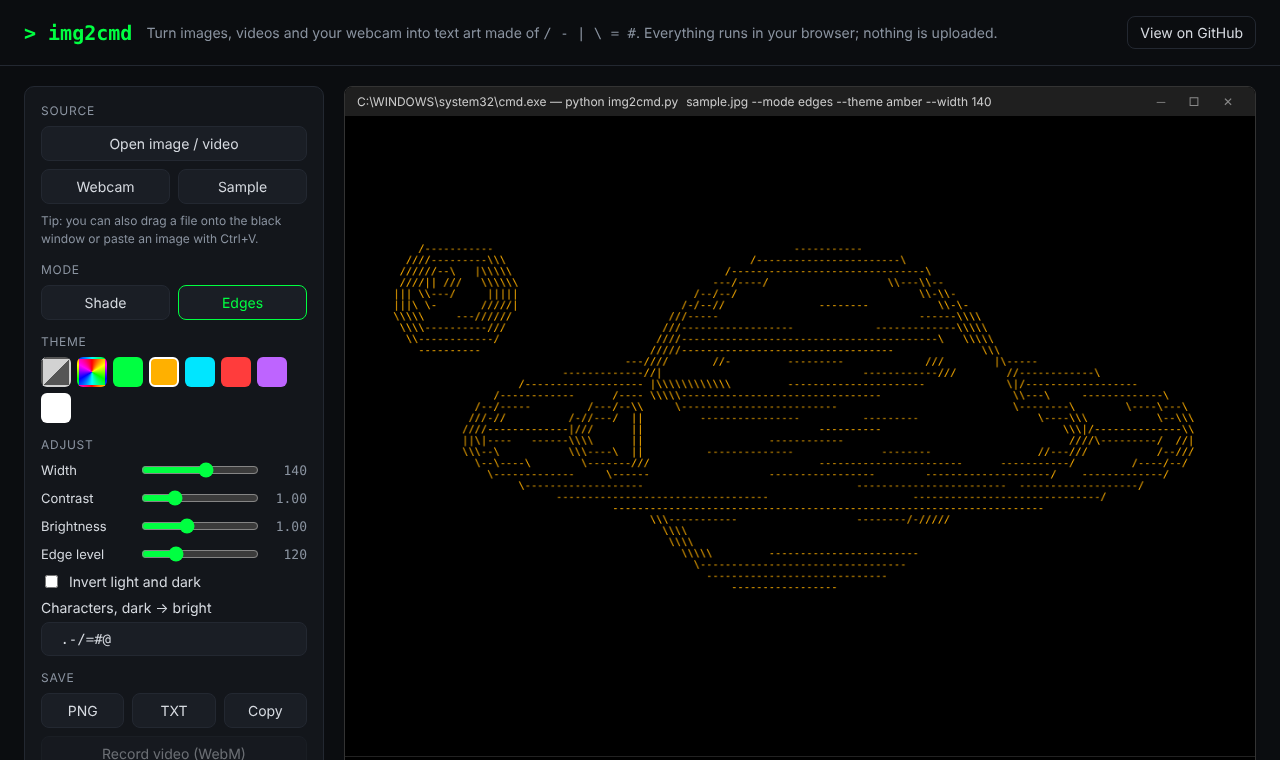 > img2cmd Turn images, videos and your webcam into text art made of / - | \ = #. Everything runs in your browser; nothing is uploaded. View on GitHub
SOURCE
Open image / video
Webcam Sample
Tip: you can also drag a file onto the black
window or paste an image with Ctrl+V.
MODE
Shade Edges
THEME
ADJUST
Width 140
Contrast 1.00
Brightness 1.00
Edge level 120
Invert light and dark
Characters, dark → bright
.-/=#@
SAVE
PNG TXT Copy
Record video (WebM)
C:\WINDOWS\system32\cmd.exe — python img2cmd.py sample.jpg --mode edges --theme amber --width 140